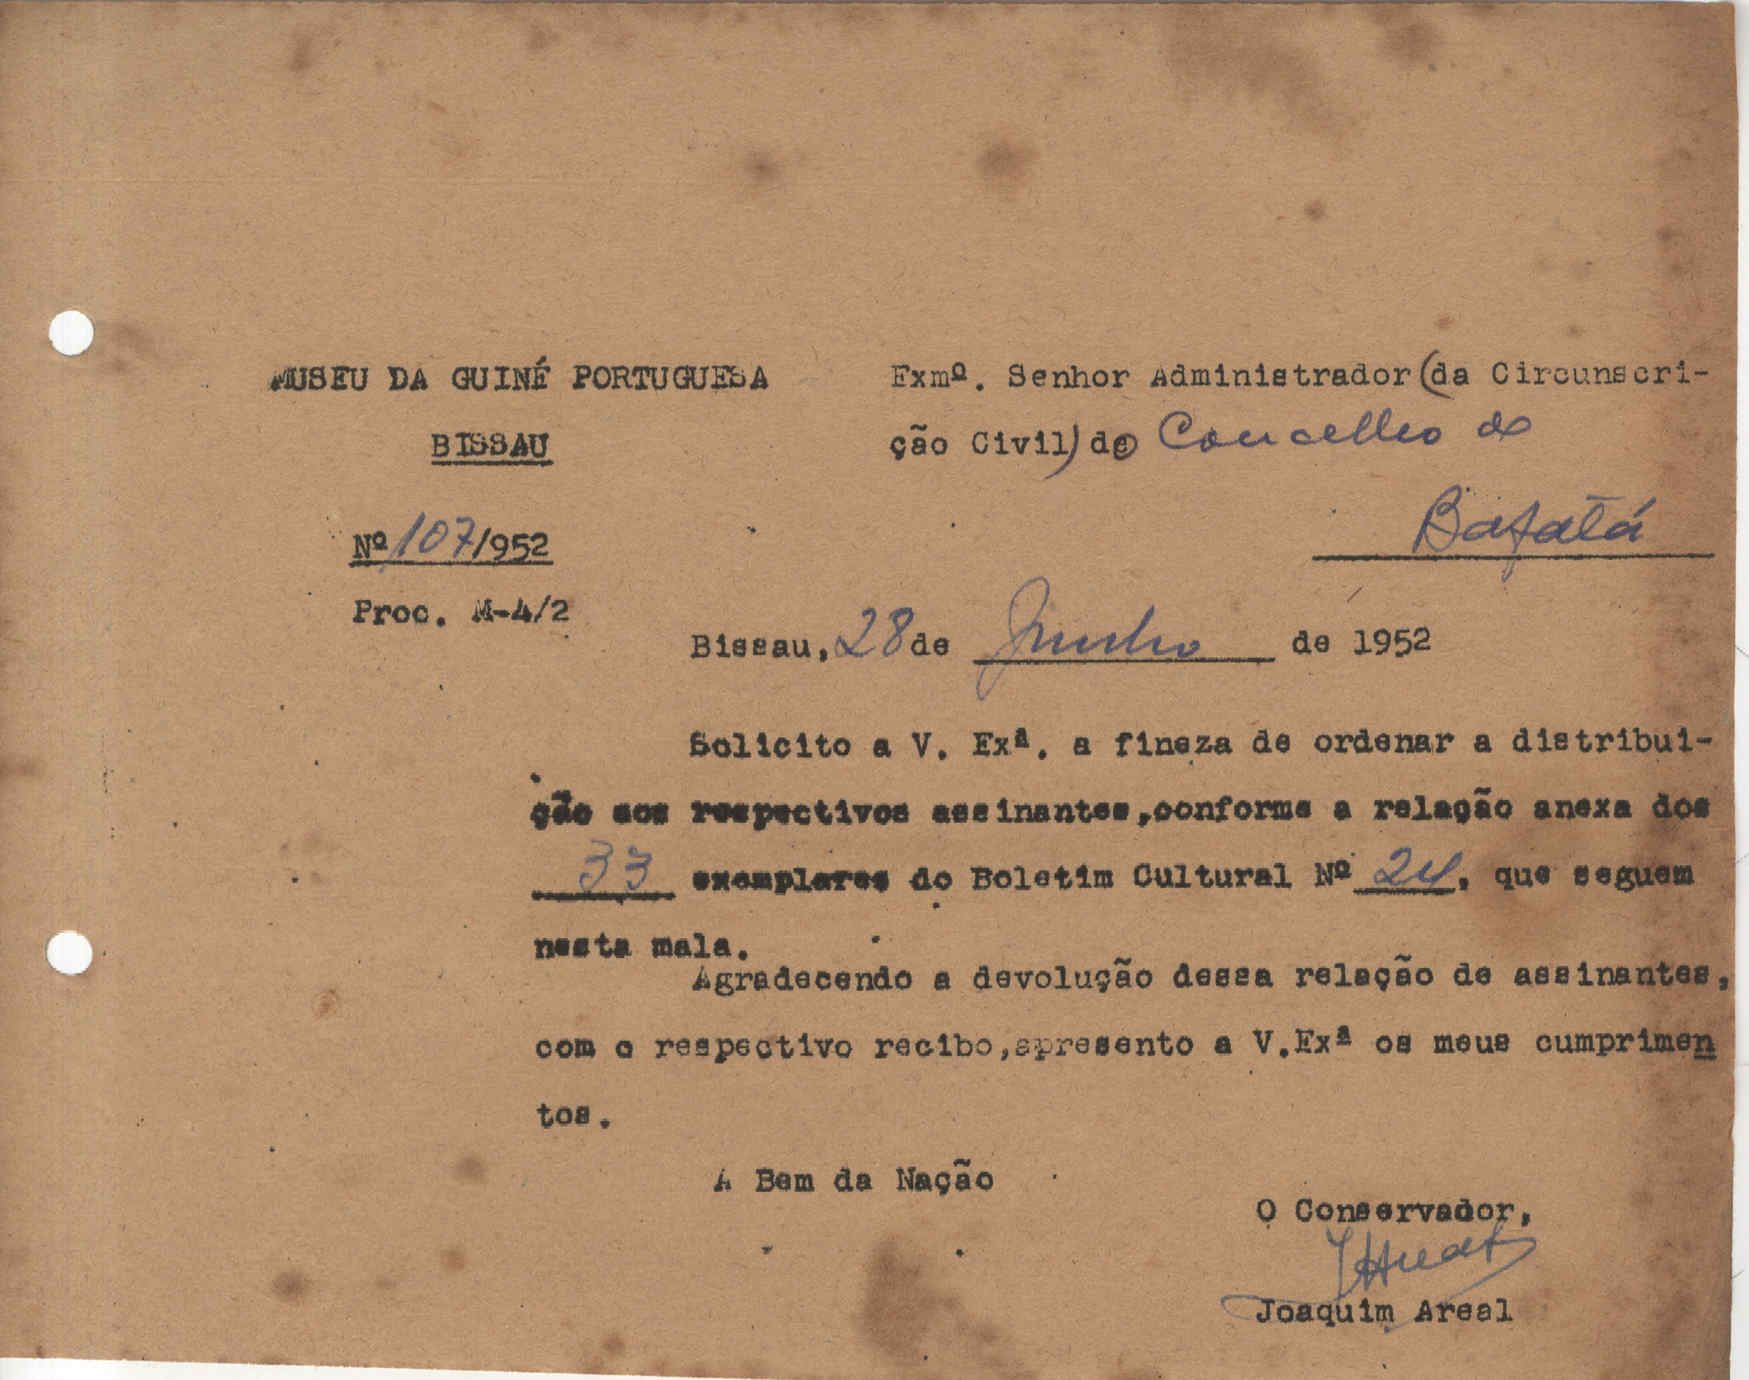 MUSEU DA GUINÉ PORTUGUESA
BISSAU
Nº 107/952
Proc. M-4/2
Exmº. Senhor Administrador (da Circunscri-
ção Civil) de Concelho de
Bafatá
Bissau, 28 de Junho de 1952
Solicito a V. Exª. a fineza de ordenar a distribui-
ção aos respectivos assinantes,conforme a relação anexa dos
33 exemplares do Boletim Cultural Nº 24, que seguem
nesta mala.
Agradecendo a devolução dessa relação de assinantes,
com o respectivo recibo,apresento a V.Exª os meus cumprimen
tos.
A Bem da Nação
O Conservador,
Joaquim Areal